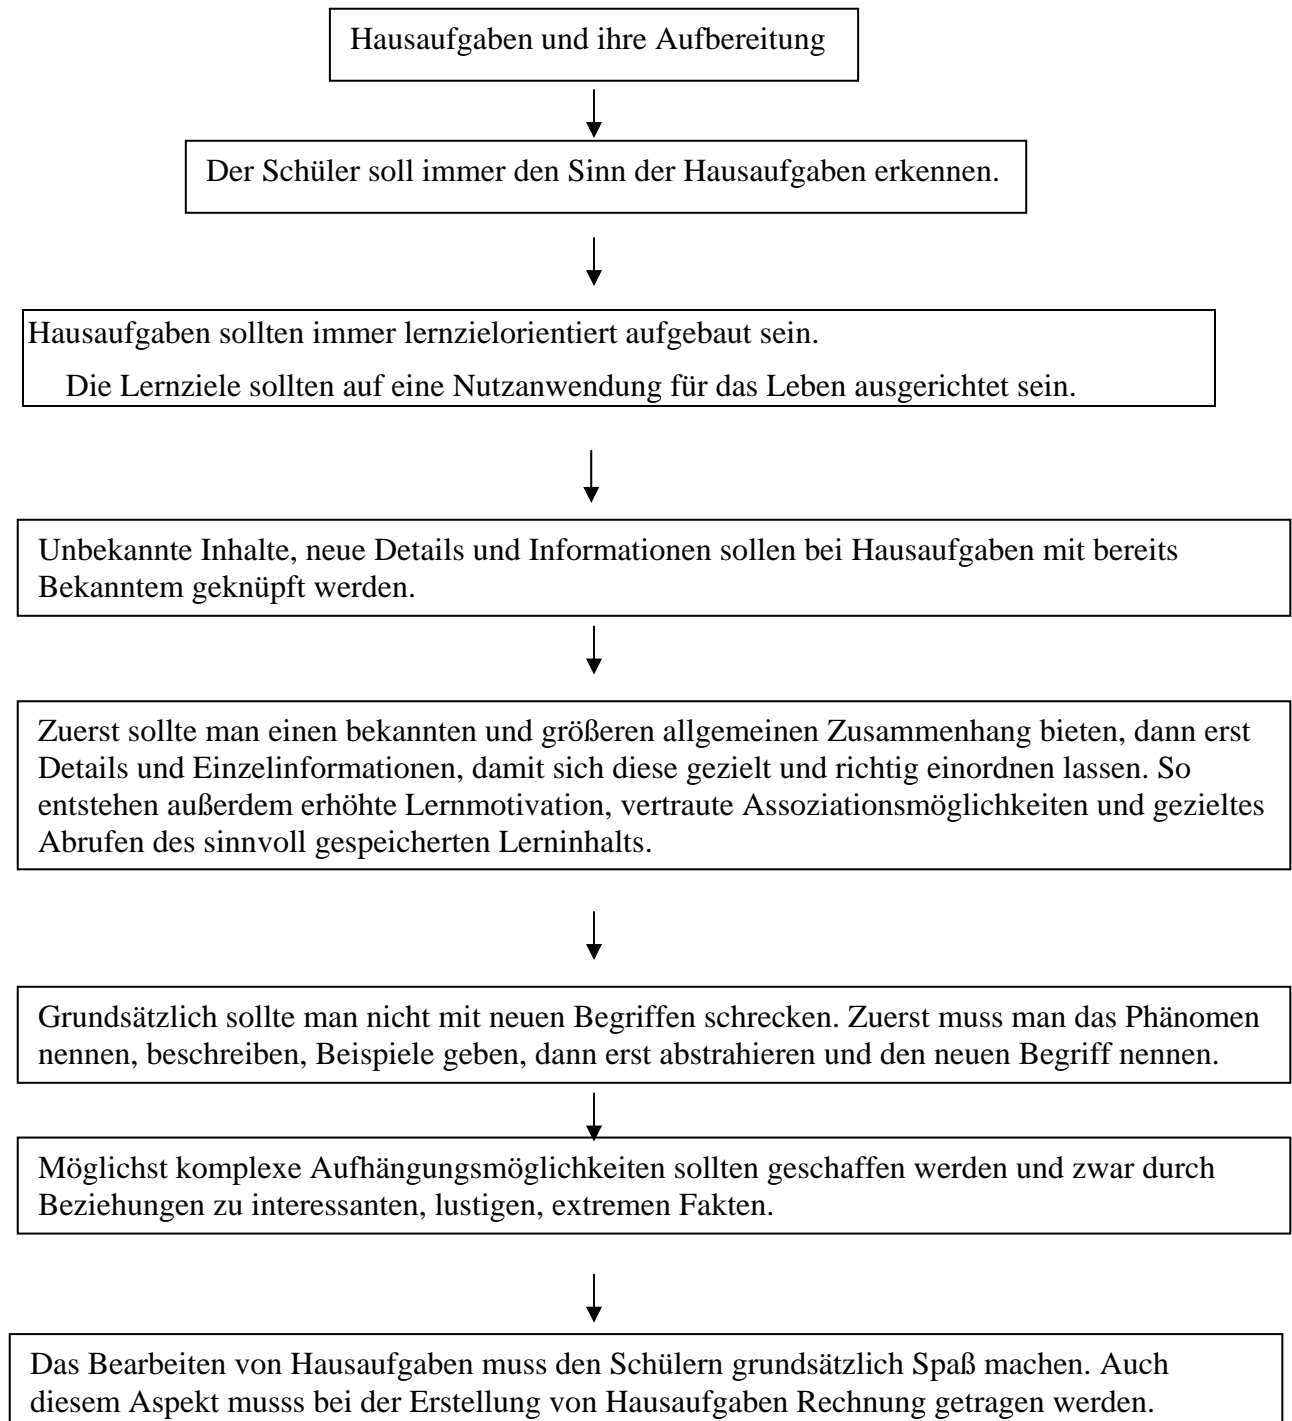 Hausaufgaben und ihre Aufbereitung
Der Schüler soll immer den Sinn der Hausaufgaben erkennen.
Hausaufgaben sollten immer lernzielorientiert aufgebaut sein.
Die Lernziele sollten auf eine Nutzanwendung für das Leben ausgerichtet sein.
Unbekannte Inhalte, neue Details und Informationen sollen bei Hausaufgaben mit bereits
Bekanntem geknüpft werden.
Zuerst sollte man einen bekannten und größeren allgemeinen Zusammenhang bieten, dann erst
Details und Einzelinformationen, damit sich diese gezielt und richtig einordnen lassen. So
entstehen außerdem erhöhte Lernmotivation, vertraute Assoziationsmöglichkeiten und gezieltes
Abrufen des sinnvoll gespeicherten Lerninhalts.
Grundsätzlich sollte man nicht mit neuen Begriffen schrecken. Zuerst muss man das Phänomen
nennen, beschreiben, Beispiele geben, dann erst abstrahieren und den neuen Begriff nennen.
Möglichst komplexe Aufhängungsmöglichkeiten sollten geschaffen werden und zwar durch
Beziehungen zu interessanten, lustigen, extremen Fakten.
Das Bearbeiten von Hausaufgaben muss den Schülern grundsätzlich Spaß machen. Auch
diesem Aspekt musss bei der Erstellung von Hausaufgaben Rechnung getragen werden.